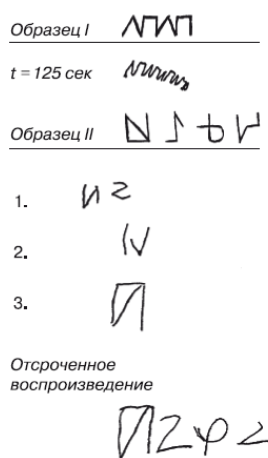 Образец I
t = 125 сек
Образец II
1.
2.
3.
Отсроченное
воспроизведение